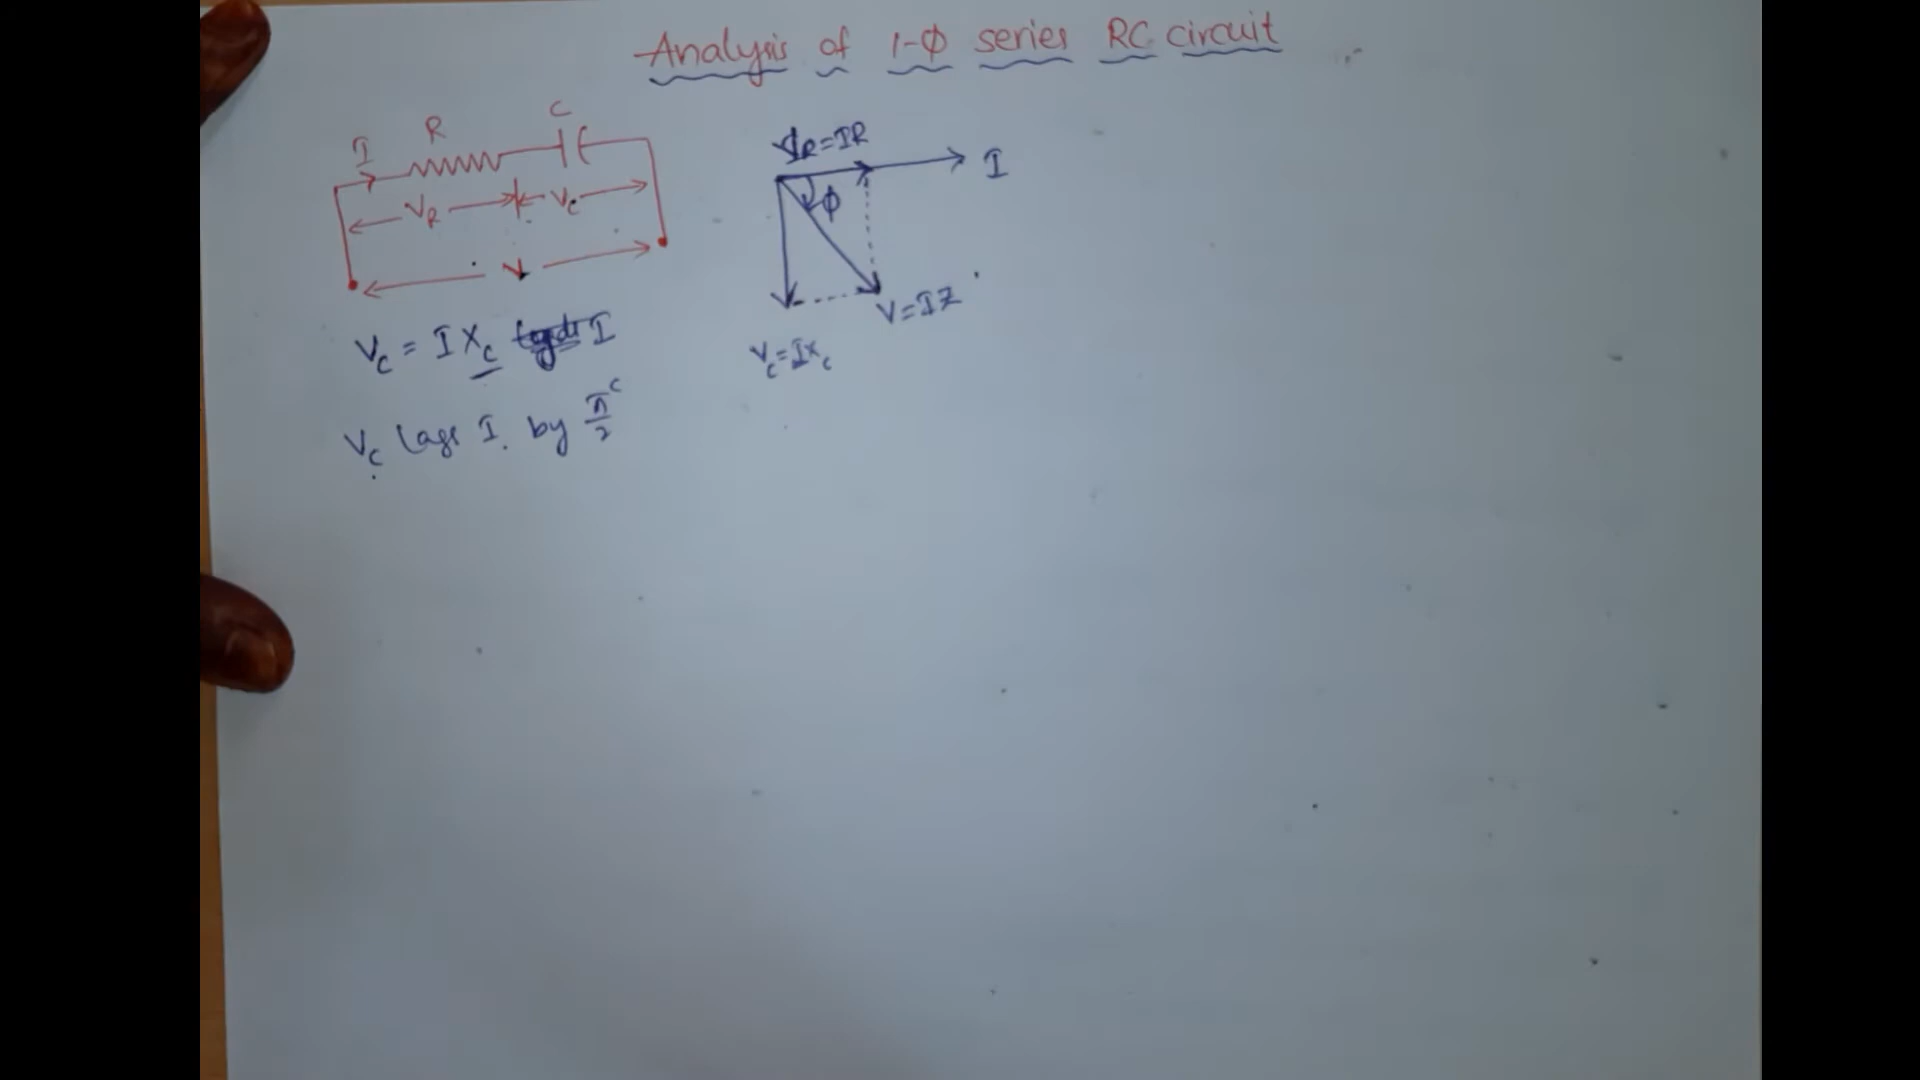 Analysis of 1-Φ series RC circuit
I R C
V_R V_C
V
V_C = I X_C I
V_C lags I. by π/2 ^c
V_R = IR
I
Φ
V = IZ
V_C = IX_C